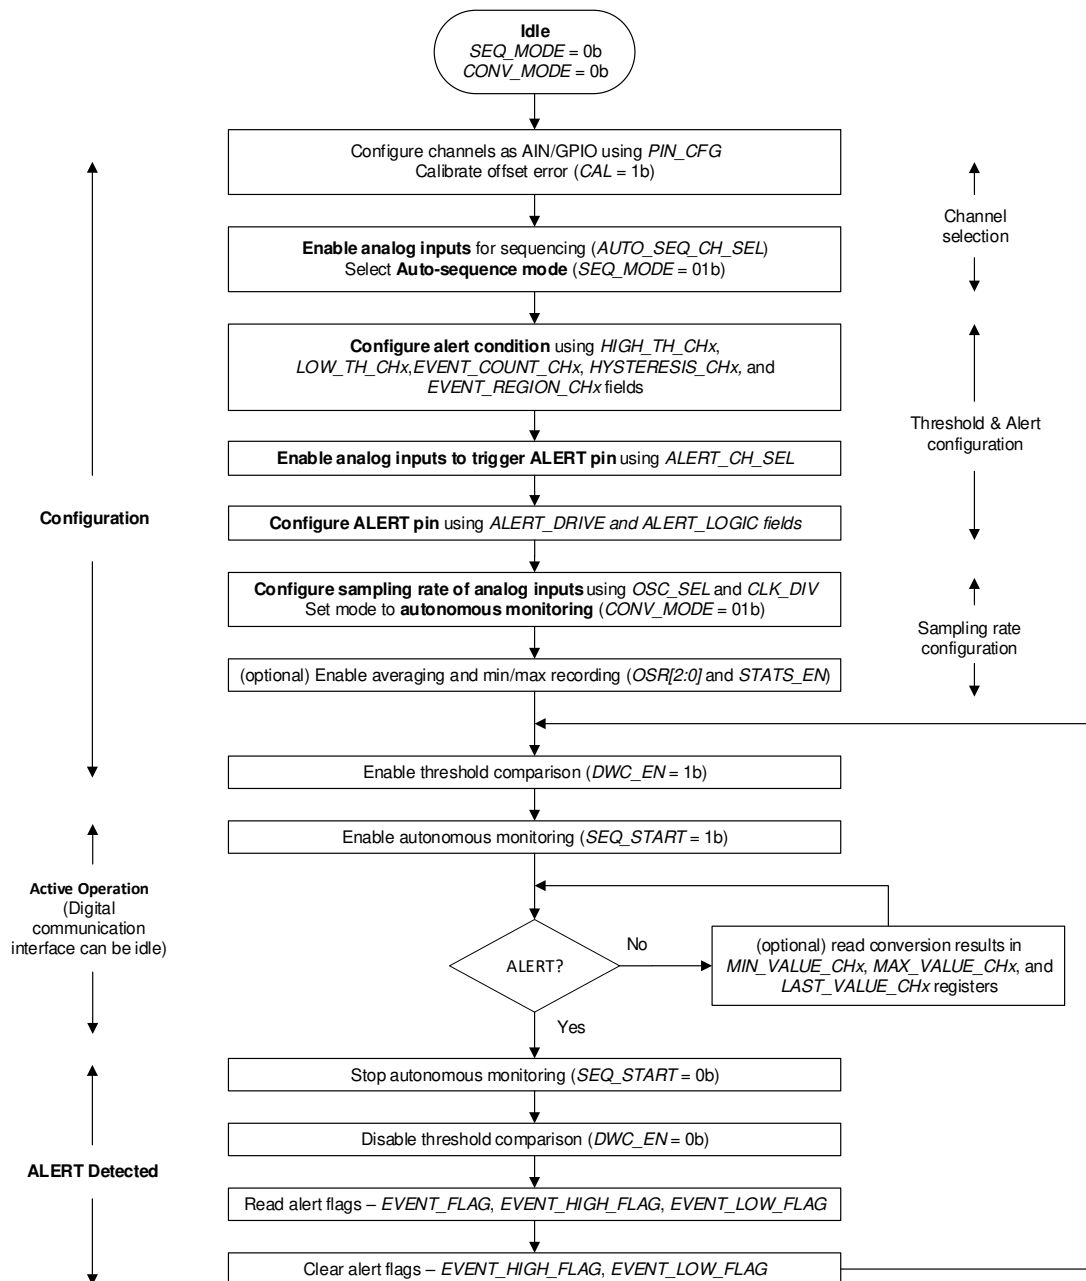 Idle
SEQ_MODE = 0b
CONV_MODE = 0b
Configure channels as AIN/GPIO using PIN_CFG
Calibrate offset error (CAL = 1b)
Channel
selection
Enable analog inputs for sequencing (AUTO_SEQ_CH_SEL)
Select Auto-sequence mode (SEQ_MODE = 01b)
Configure alert condition using HIGH_TH_CHx,
LOW_TH_CHx,EVENT_COUNT_CHx, HYSTERESIS_CHx, and
EVENT_REGION_CHx fields
Threshold & Alert
configuration
Enable analog inputs to trigger ALERT pin using ALERT_CH_SEL
Configuration
Configure ALERT pin using ALERT_DRIVE and ALERT_LOGIC fields
Configure sampling rate of analog inputs using OSC_SEL and CLK_DIV
Set mode to autonomous monitoring (CONV_MODE = 01b)
Sampling rate
configuration
(optional) Enable averaging and min/max recording (OSR[2:0] and STATS_EN)
Enable threshold comparison (DWC_EN = 1b)
Enable autonomous monitoring (SEQ_START = 1b)
Active Operation
(Digital
communication
interface can be idle)
ALERT?
No
(optional) read conversion results in
MIN_VALUE_CHx, MAX_VALUE_CHx, and
LAST_VALUE_CHx registers
Yes
Stop autonomous monitoring (SEQ_START = 0b)
Disable threshold comparison (DWC_EN = 0b)
ALERT Detected
Read alert flags – EVENT_FLAG, EVENT_HIGH_FLAG, EVENT_LOW_FLAG
Clear alert flags – EVENT_HIGH_FLAG, EVENT_LOW_FLAG